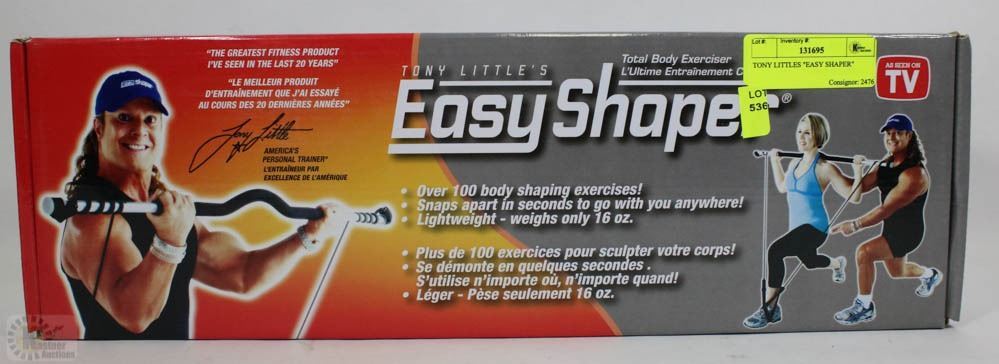 "THE GREATEST FITNESS PRODUCT
I'VE SEEN IN THE LAST 20 YEARS"
"LE MEILLEUR PRODUIT
D'ENTRAÎNEMENT QUE J'AI ESSAYÉ
AU COURS DES 20 DERNIÈRES ANNÉES"
Tony Little
AMERICA'S
PERSONAL TRAINER®
L'ENTRAÎNEUR PAR
EXCELLENCE DE L'AMÉRIQUE
TONY LITTLE'S
Easy Shaper®
Total Body Exerciser
L'Ultime Entraînement C
Lot #: Inventory #:
131695
TONY LITTLES "EASY SHAPER"
Consignor: 2476
LOT
536
AS SEEN ON
TV
• Over 100 body shaping exercises!
• Snaps apart in seconds to go with you anywhere!
• Lightweight - weighs only 16 oz.
• Plus de 100 exercices pour sculpter votre corps!
• Se démonte en quelques secondes .
S'utilise n'importe où, n'importe quand!
• Léger - Pèse seulement 16 oz.
Kastner
Auctions